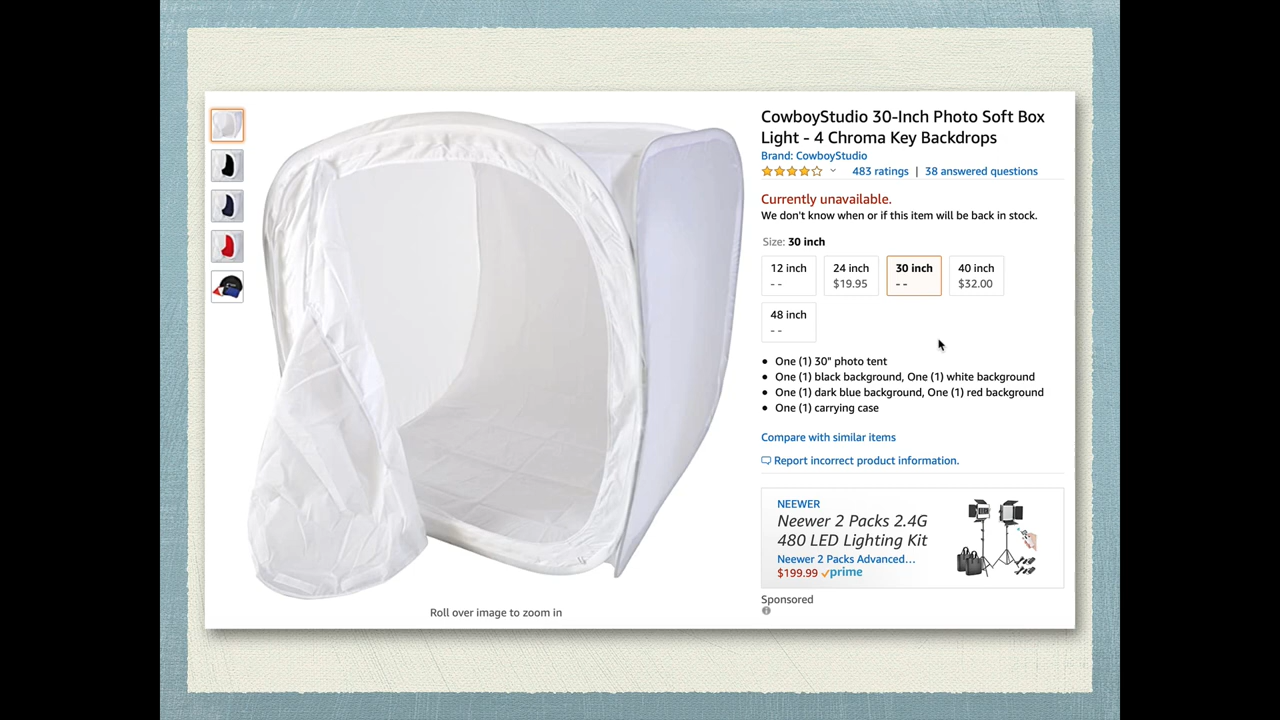 CowboyStudio 30-Inch Photo Soft Box
Light - 4 Chroma Key Backdrops
Brand: CowboyStudio
483 ratings | 38 answered questions
Currently unavailable.
We don't know when or if this item will be back in stock.
Size: 30 inch
12 inch
- -
24 inch
$19.95
30 inch
- -
40 inch
$32.00
48 inch
- -
• One (1) 30" photo tent
• One (1) black background, One (1) white background
• One (1) dark blue background, One (1) red background
• One (1) carrying case
Compare with similar items
Report incorrect product information.
NEEWER
Neewer 2 Packs 2.4G
480 LED Lighting Kit
Neewer 2 Packs Advanced…
$199.99 prime
Sponsored
Roll over image to zoom in